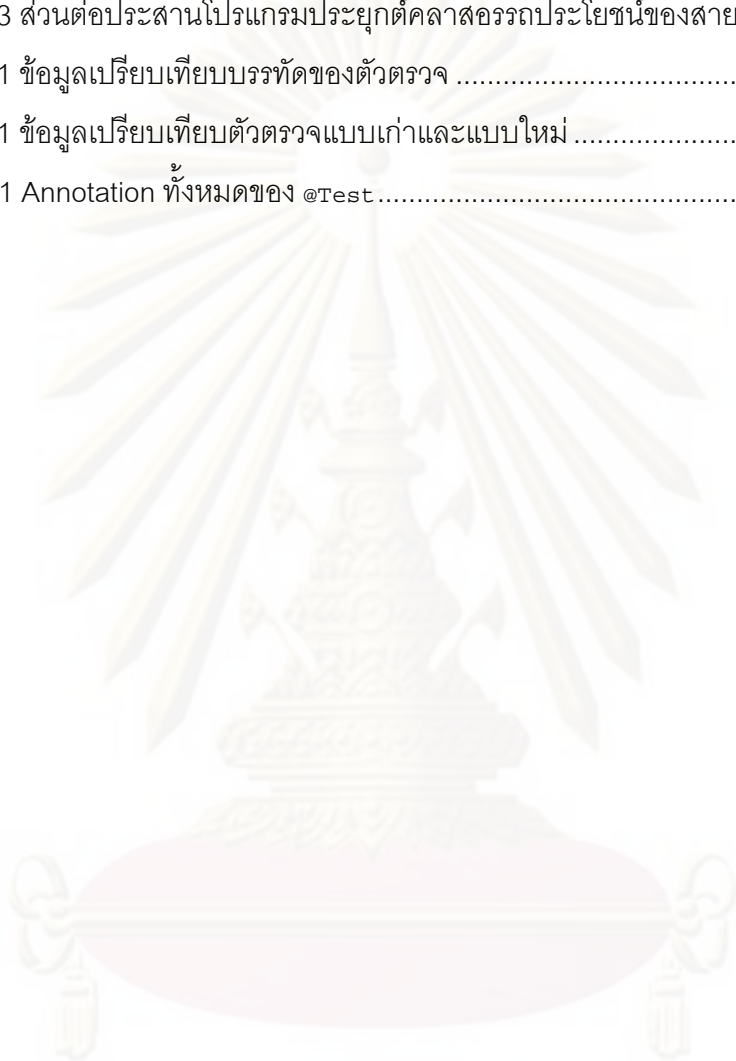 3 ส่วนต่อประสานโปรแกรมประยุกต์คลาสอรรถประโยชน์ของสาย
1 ข้อมูลเปรียบเทียบบรรทัดของตัวตรวจ ................................
1 ข้อมูลเปรียบเทียบตัวตรวจแบบเก่าและแบบใหม่ .....................
1 Annotation ทั้งหมดของ @Test..............................................